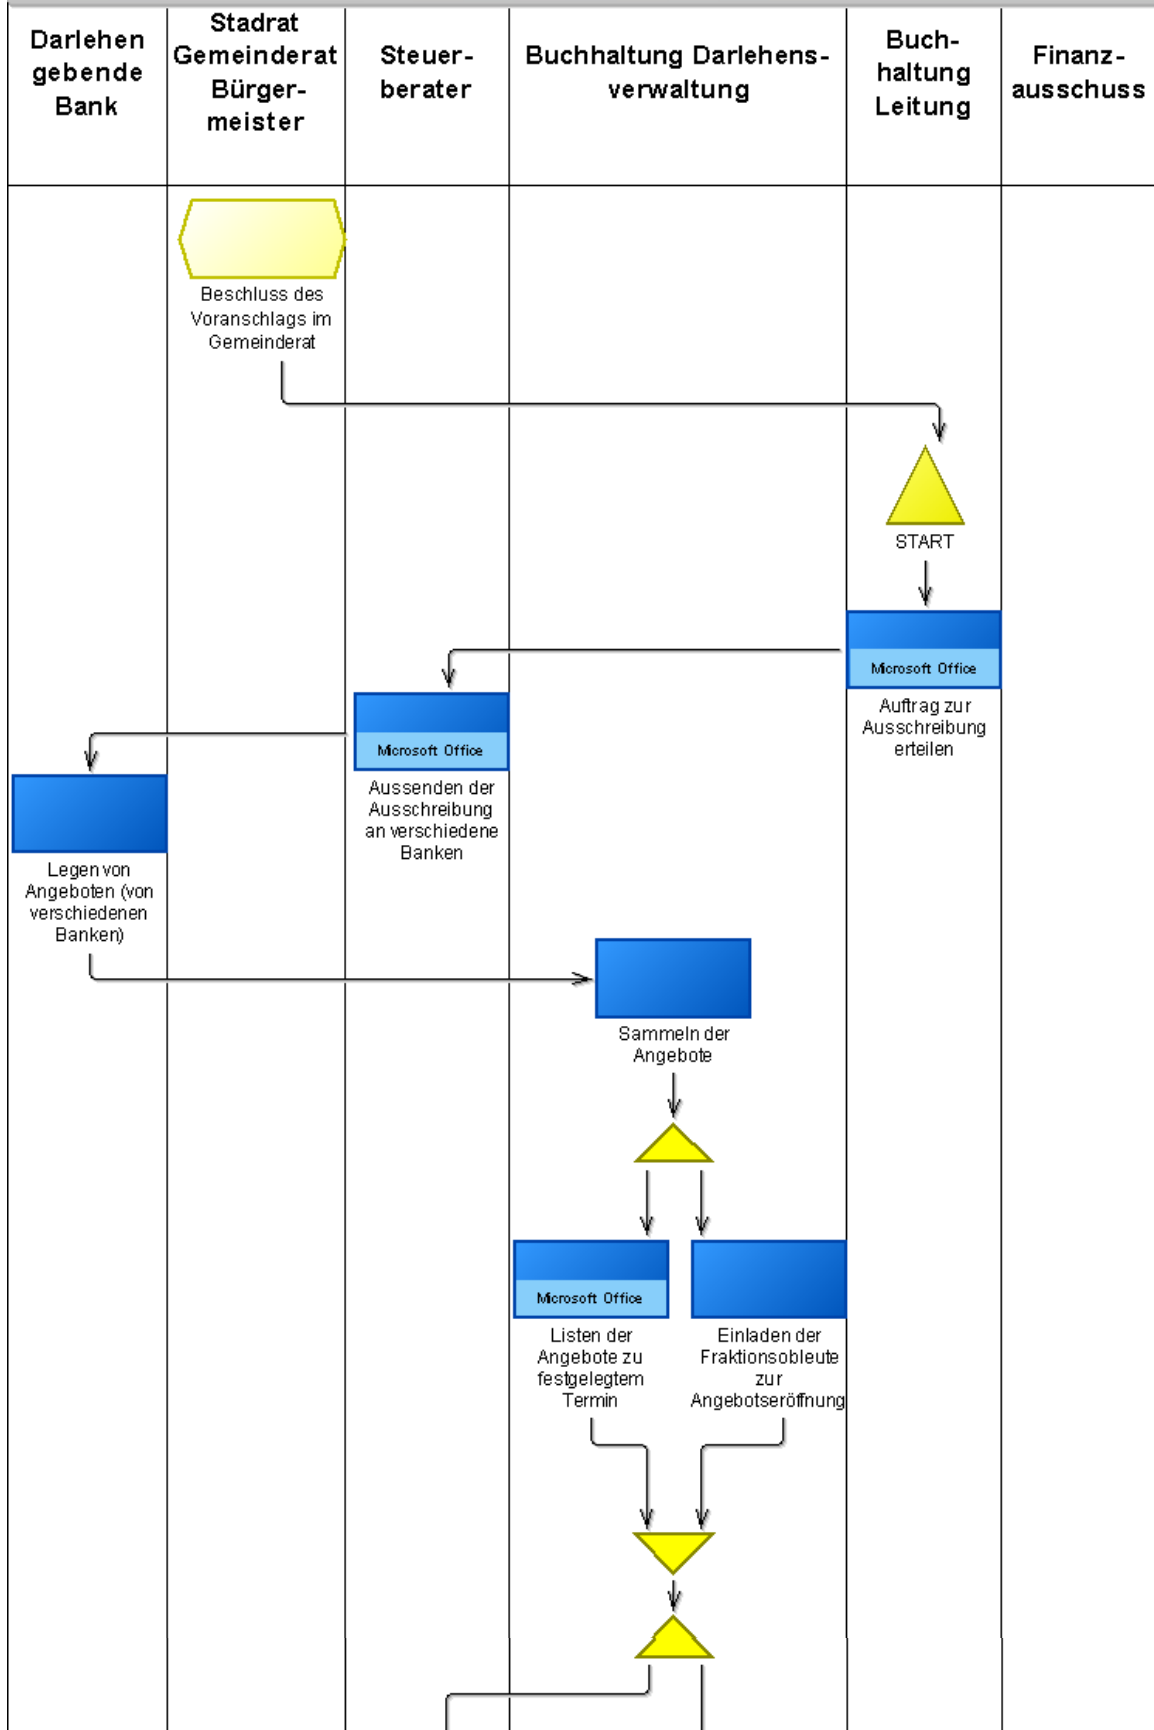 Darlehen
gebende
Bank
Stadrat
Gemeinderat
Bürger-
meister
Steuer-
berater
Buchhaltung Darlehens-
verwaltung
Buch-
haltung
Leitung
Finanz-
ausschuss
Beschluss des
Voranschlags im
Gemeinderat
START
Microsoft Office
Auftrag zur
Ausschreibung
erteilen
Microsoft Office
Aussenden der
Ausschreibung
an verschiedene
Banken
Legen von
Angeboten (von
verschiedenen
Banken)
Sammeln der
Angebote
Microsoft Office
Listen der
Angebote zu
festgelegtem
Termin
Einladen der
Fraktionsobleute
zur
Angebotseröffnung